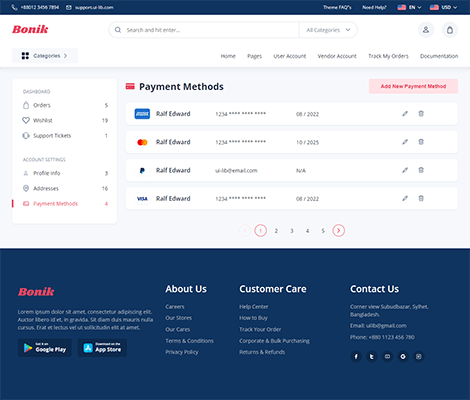 +88012 3456 7894 support.ui-lib.com Theme FAQ's Need Help? EN USD
Bonik Search and hit enter... All Categories
Categories Home Pages User Account Vendor Account Track My Orders Documentation
DASHBOARD
Orders 5
Wishlist 19
Support Tickets 1
ACCOUNT SETTINGS
Profile Info 3
Addresses 16
Payment Methods 4
Payment Methods Add New Payment Method
Ralf Edward 1234 **** **** **** 08 / 2022
Ralf Edward 1234 **** **** **** 10 / 2025
Ralf Edward ui-lib@email.com N/A
VISA Ralf Edward 1234 **** **** **** 08 / 2022
1 2 3 4 5
Bonik
Lorem ipsum dolor sit amet, consectetur adipiscing elit.
Auctor libero id et, in gravida. Sit diam duis mauris nulla
cursus. Erat et lectus vel ut sollicitudin elit at amet.
Get it on
Google Play
Download on the
App Store
About Us
Careers
Our Stores
Our Cares
Terms & Conditions
Privacy Policy
Customer Care
Help Center
How to Buy
Track Your Order
Corporate & Bulk Purchasing
Returns & Refunds
Contact Us
Corner view Subudbazar, Sylhet,
Bangladesh.
Email: uilib@gmail.com
Phone: +880 1123 456 780